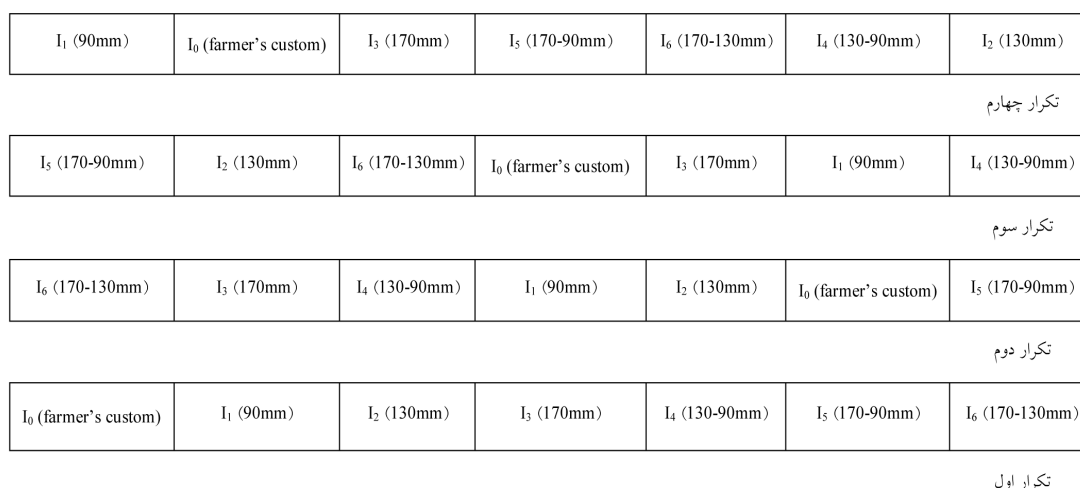 I₁ (90mm) I₀ (farmer's custom) I₃ (170mm) I₅ (170-90mm) I₆ (170-130mm) I₄ (130-90mm) I₂ (130mm)
تکرار چهارم
I₅ (170-90mm) I₂ (130mm) I₆ (170-130mm) I₀ (farmer's custom) I₃ (170mm) I₁ (90mm) I₄ (130-90mm)
تکرار سوم
I₆ (170-130mm) I₃ (170mm) I₄ (130-90mm) I₁ (90mm) I₂ (130mm) I₀ (farmer's custom) I₅ (170-90mm)
تکرار دوم
I₀ (farmer's custom) I₁ (90mm) I₂ (130mm) I₃ (170mm) I₄ (130-90mm) I₅ (170-90mm) I₆ (170-130mm)
تکرار اول